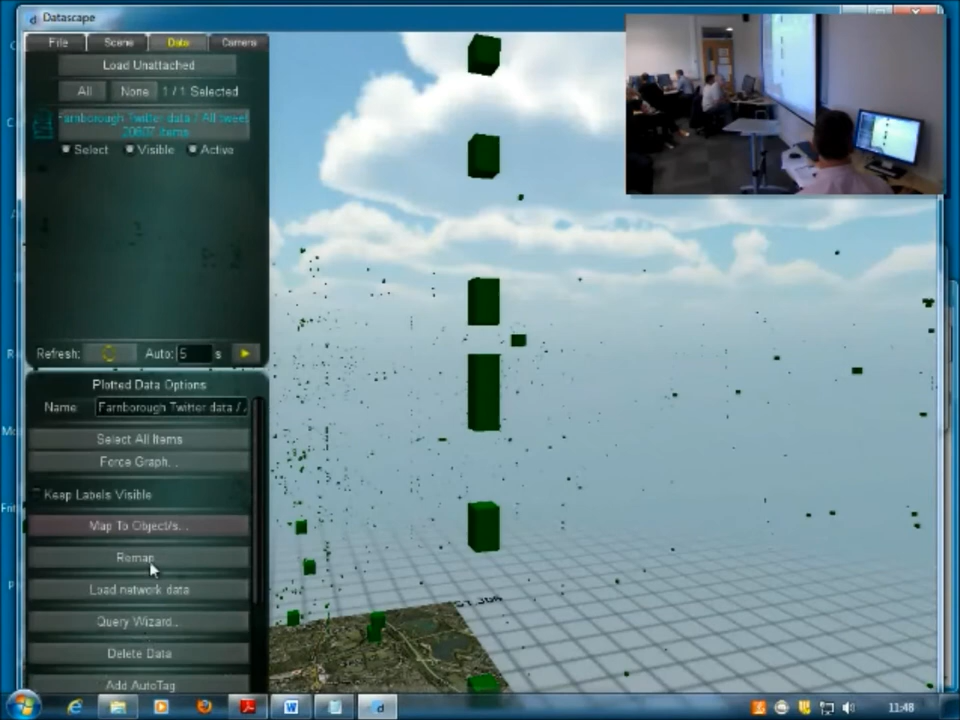 Datascape
File Scene Data Camera
Load Unattached
All None 1 / 1 Selected
Farnborough Twitter data / All tweet
20607 items
Select Visible Active
Refresh: Auto: 5 s
Plotted Data Options
Name Farnborough Twitter data / A
Select All Items
Force Graph...
Keep Labels Visible
Map To Object/s...
Remap
Load network data
Query Wizard..
Delete Data
Add AutoTag
11:48